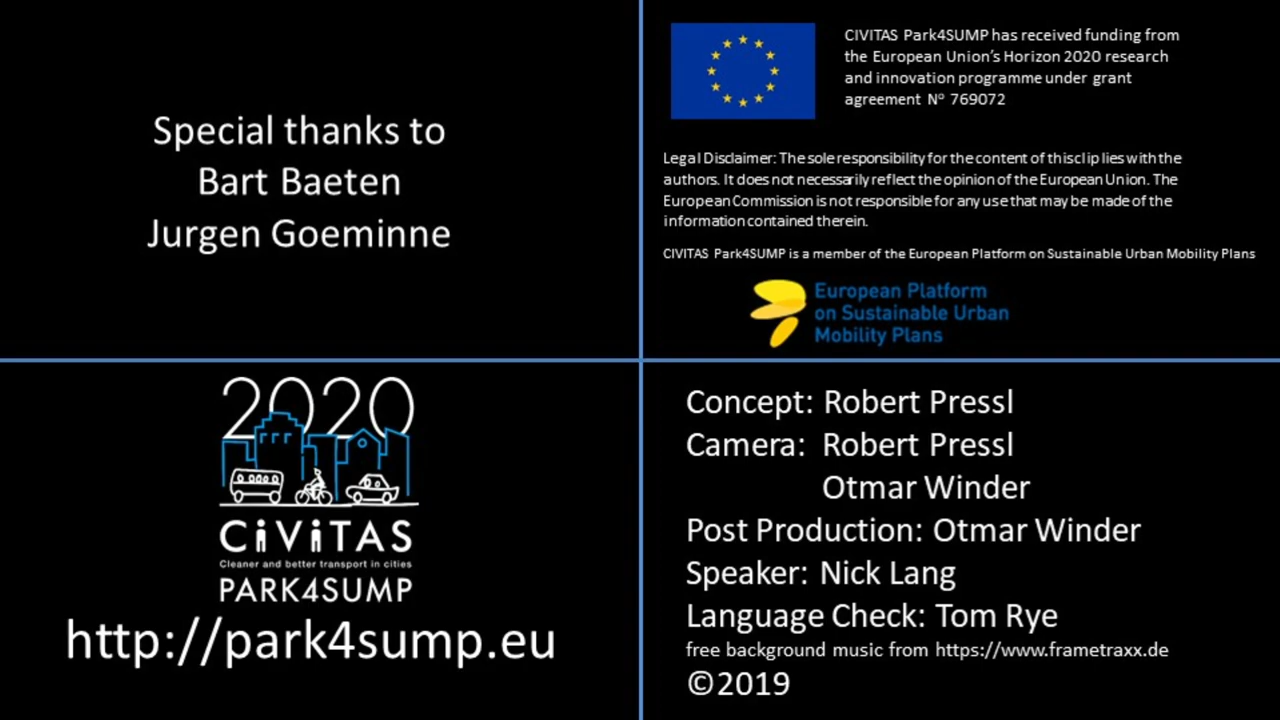 Special thanks to
Bart Baeten
Jurgen Goeminne
CIVITAS Park4SUMP has received funding from
the European Union's Horizon 2020 research
and innovation programme under grant
agreement Nº 769072
Legal Disclaimer: The sole responsibility for the content of this clip lies with the
authors. It does not necessarily reflect the opinion of the European Union. The
European Commission is not responsible for any use that may be made of the
information contained therein.
CIVITAS Park4SUMP is a member of the European Platform on Sustainable Urban Mobility Plans
European Platform
on Sustainable Urban
Mobility Plans
2020
CiViTAS
Cleaner and better transport in cities
PARK4SUMP
http://park4sump.eu
Concept: Robert Pressl
Camera: Robert Pressl
Otmar Winder
Post Production: Otmar Winder
Speaker: Nick Lang
Language Check: Tom Rye
free background music from https://www.frametraxx.de
©2019